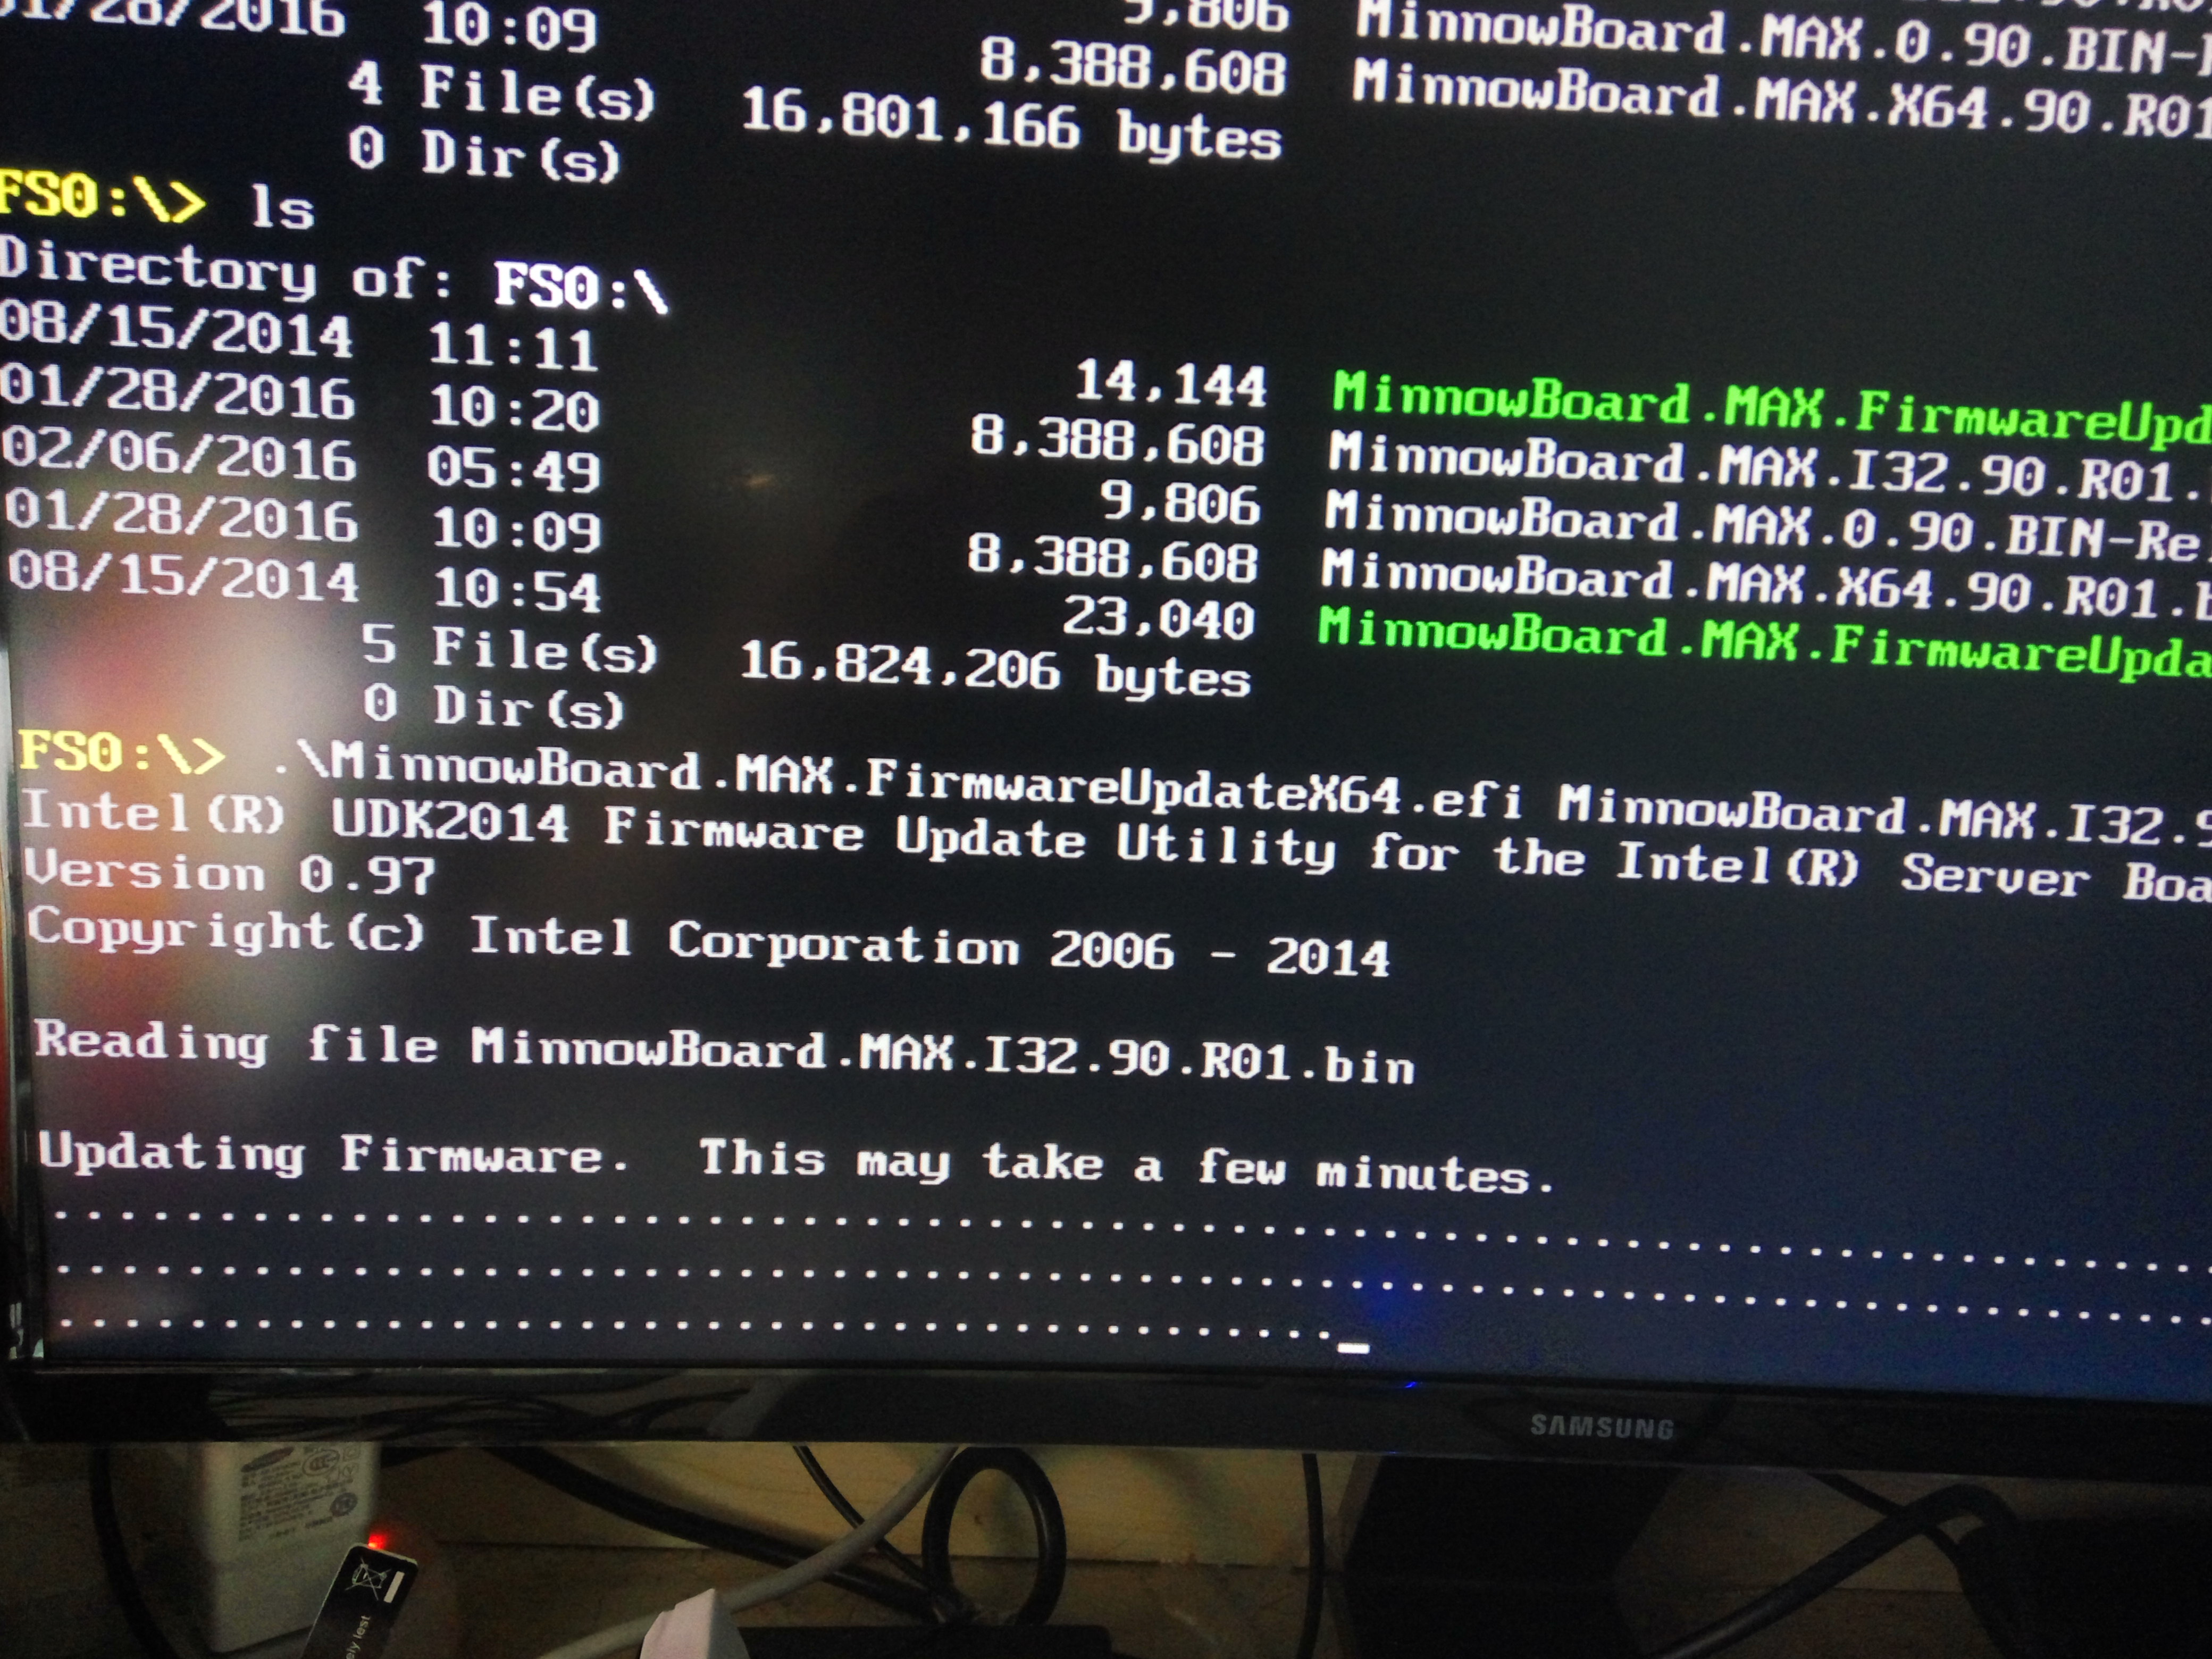 01/28/2016 10:09 9,806 MinnowBoard.MAX.0.90.BIN-
8,388,608 MinnowBoard.MAX.X64.90.R01
4 File(s) 16,801,166 bytes
0 Dir(s)
FS0:\> ls
Directory of: FS0:\
08/15/2014 11:11 14,144 MinnowBoard.MAX.FirmwareUpd
01/28/2016 10:20 8,388,608 MinnowBoard.MAX.I32.90.R01.
02/06/2016 05:49 9,806 MinnowBoard.MAX.0.90.BIN-Re
01/28/2016 10:09 8,388,608 MinnowBoard.MAX.X64.90.R01.b
08/15/2014 10:54 23,040 MinnowBoard.MAX.FirmwareUpda
5 File(s) 16,824,206 bytes
0 Dir(s)
FS0:\> .\MinnowBoard.MAX.FirmwareUpdateX64.efi MinnowBoard.MAX.I32.9
Intel(R) UDK2014 Firmware Update Utility for the Intel(R) Server Boa
Version 0.97
Copyright(c) Intel Corporation 2006 - 2014
Reading file MinnowBoard.MAX.I32.90.R01.bin
Updating Firmware.  This may take a few minutes.
SAMSUNG